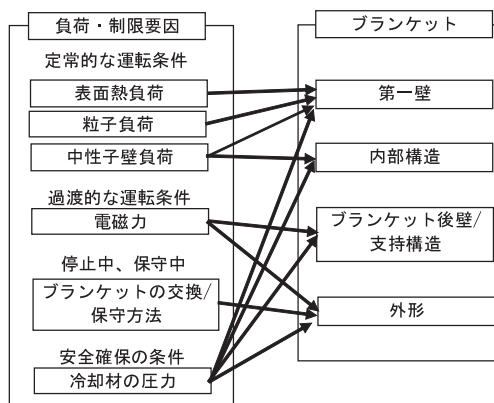 負荷・制限要因
定常的な運転条件
表面熱負荷
粒子負荷
中性子壁負荷
過渡的な運転条件
電磁力
停止中、保守中
ブランケットの交換/
保守方法
安全確保の条件
冷却材の圧力
ブランケット
第一壁
内部構造
ブランケット後壁/
支持構造
外形